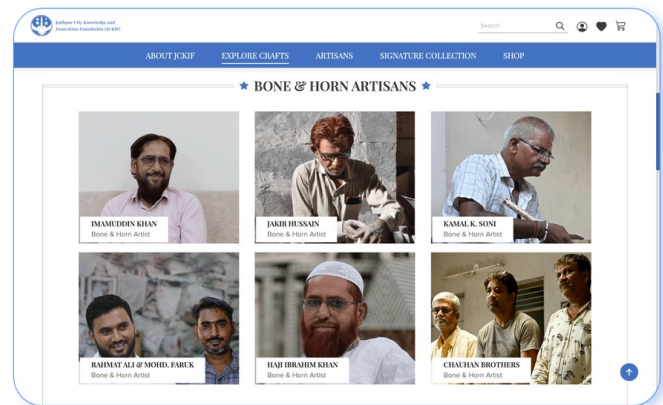 Jodhpur City Knowledge and
Innovation Foundation (JCKIF)
Search
ABOUT JCKIF EXPLORE CRAFTS ARTISANS SIGNATURE COLLECTION SHOP
BONE & HORN ARTISANS
IMAMUDDIN KHAN
Bone & Horn Artist
JAKIR HUSSAIN
Bone & Horn Artist
KAMAL K. SONI
Bone & Horn Artist
RAHMAT ALI & MOHD. FARUK
Bone & Horn Artist
HAJI IBRAHIM KHAN
Bone & Horn Artist
CHAUHAN BROTHERS
Bone & Horn Artist